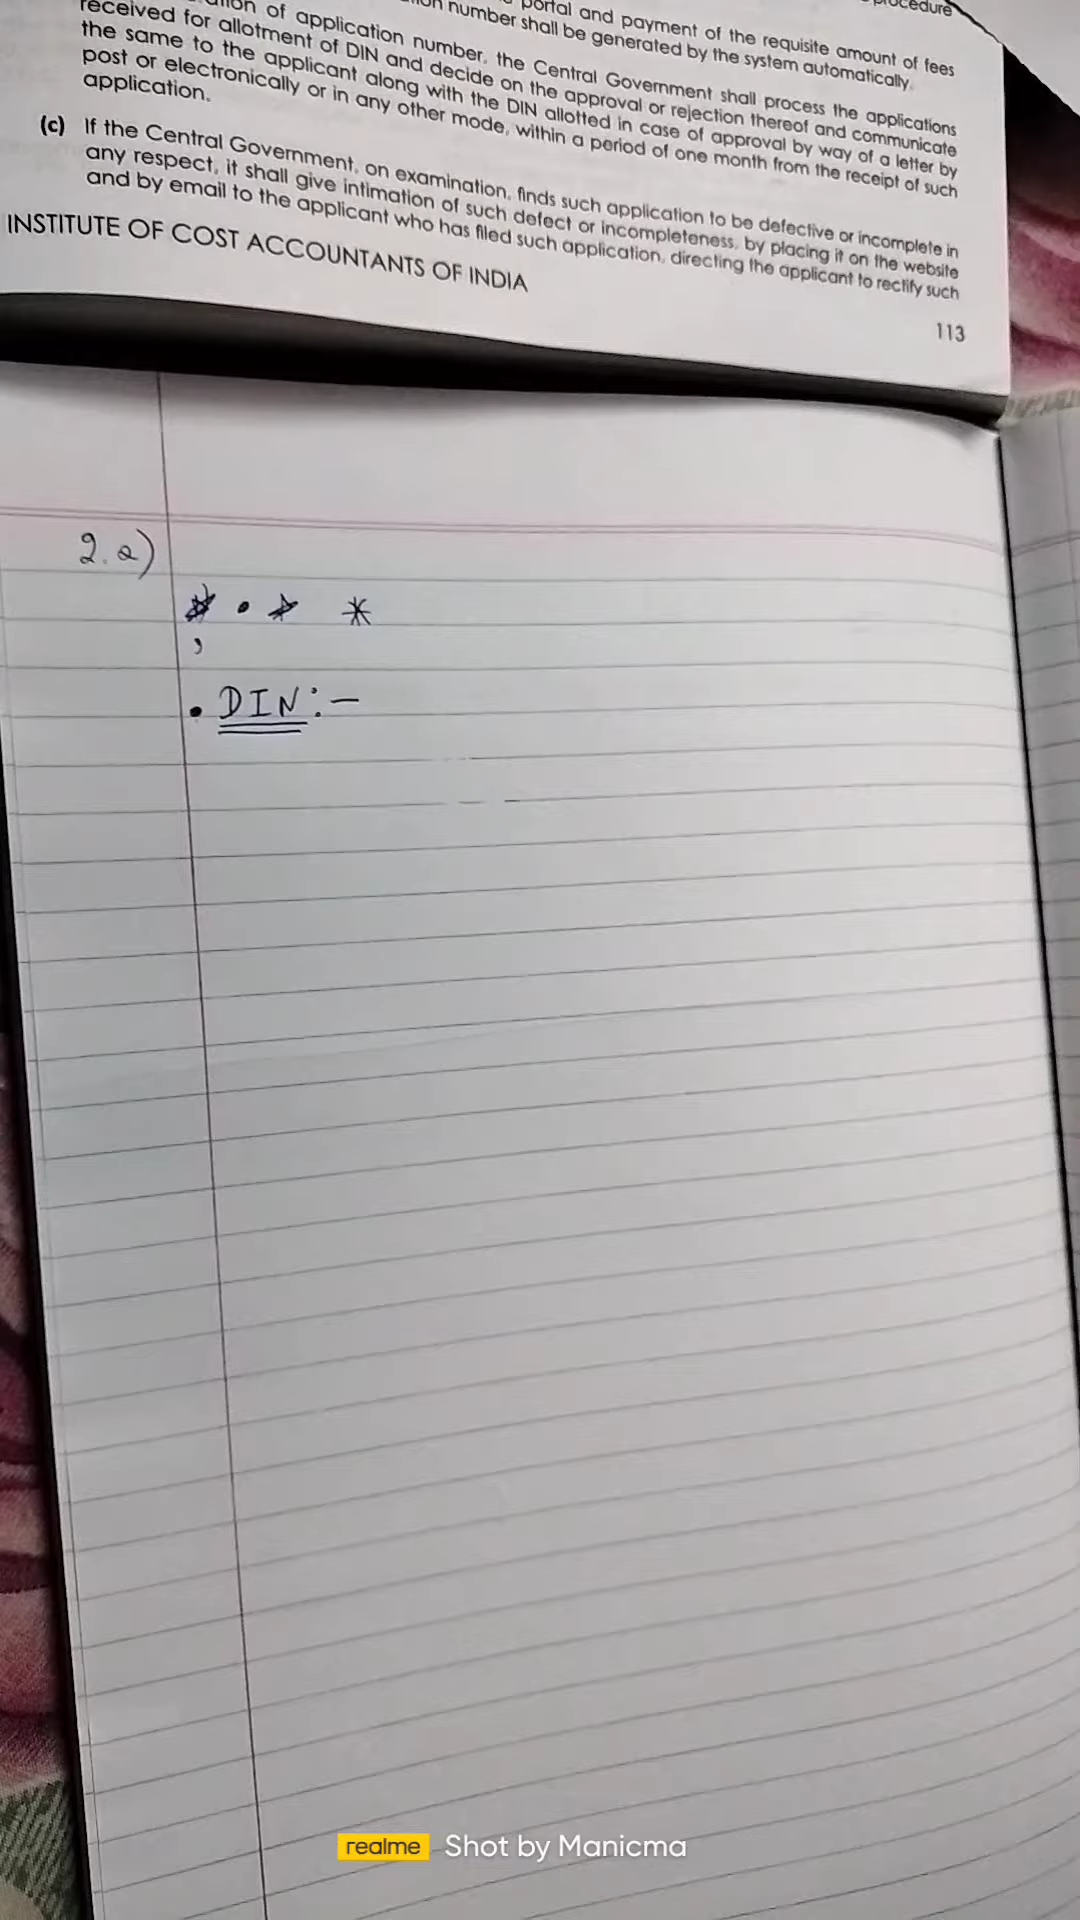 procedure
portal and payment of the requisite amount of fees
number shall be generated by the system automatically.
of application number, the Central Government shall process the applications
received for allotment of DIN and decide on the approval or rejection thereof and communicate
the same to the applicant along with the DIN allotted in case of approval by way of a letter by
post or electronically or in any other mode, within a period of one month from the receipt of such
application.
(c) If the Central Government, on examination, finds such application to be defective or incomplete in
any respect, it shall give intimation of such defect or incompleteness, by placing it on the website
and by email to the applicant who has filed such application, directing the applicant to rectify such
INSTITUTE OF COST ACCOUNTANTS OF INDIA
113
2. a)
• DIN :-
realme Shot by Manicma